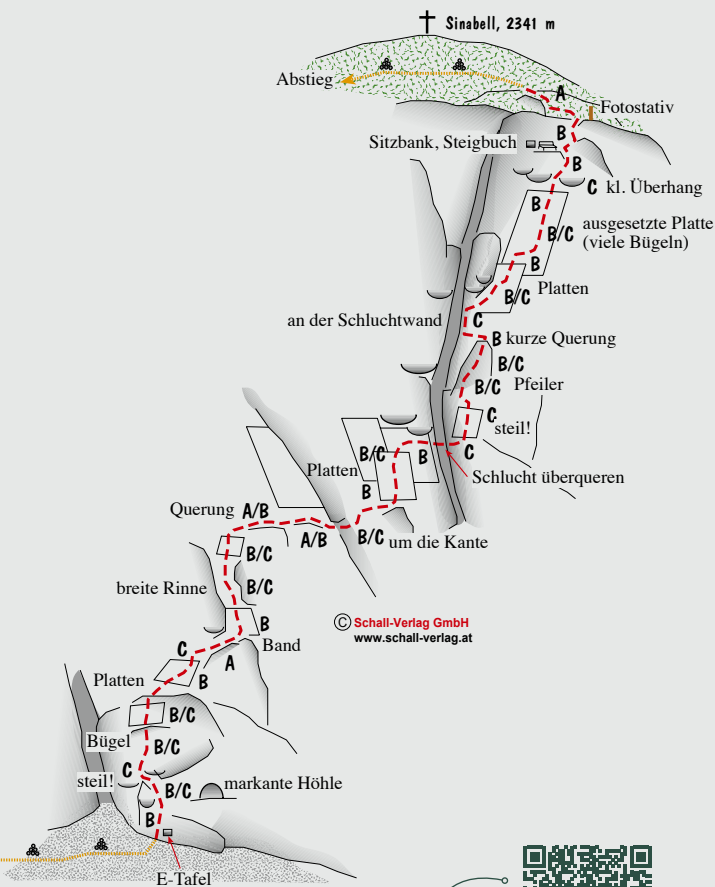 Sinabell, 2341 m
Abstieg
A
Fotostativ
B
Sitzbank, Steigbuch
B
C kl. Überhang
B
ausgesetzte Platte
B/C
(viele Bügeln)
B
Platten
B/C
an der Schluchtwand
C
B kurze Querung
B/C
B/C Pfeiler
C
steil!
B/C
B
C
Platten
Schlucht überqueren
B
Querung A/B
A/B
B/C um die Kante
B/C
breite Rinne
B/C
© Schall-Verlag GmbH
www.schall-verlag.at
B
Band
C
A
Platten
B
B/C
Bügel
B/C
C
steil!
B/C
markante Höhle
B
E-Tafel